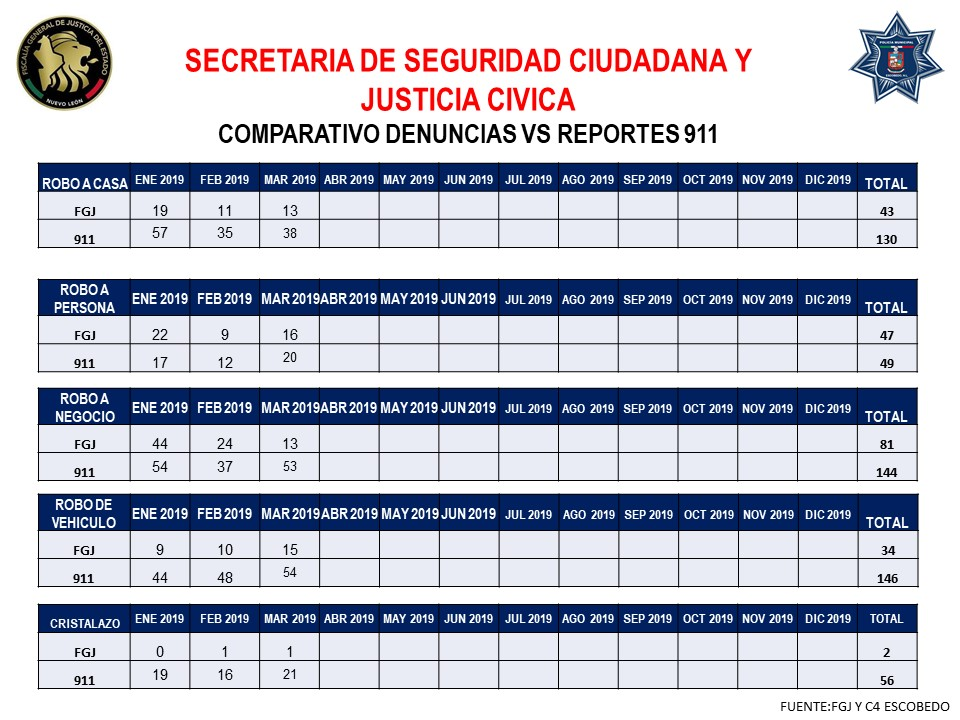 FISCALÍA GENERAL DE JUSTICIA DEL ESTADO
NUEVO LEÓN
POLICIA MUNICIPAL
ESCOBEDO, N.L.
SECRETARIA DE SEGURIDAD CIUDADANA Y
JUSTICIA CIVICA
COMPARATIVO DENUNCIAS VS REPORTES 911
ROBO A CASA ENE 2019 FEB 2019 MAR 2019 ABR 2019 MAY 2019 JUN 2019 JUL 2019 AGO 2019 SEP 2019 OCT 2019 NOV 2019 DIC 2019 TOTAL
FGJ 19 11 13 43
911 57 35 38 130
ROBO A
PERSONA ENE 2019 FEB 2019 MAR 2019 ABR 2019 MAY 2019 JUN 2019 JUL 2019 AGO 2019 SEP 2019 OCT 2019 NOV 2019 DIC 2019 TOTAL
FGJ 22 9 16 47
911 17 12 20 49
ROBO A
NEGOCIO ENE 2019 FEB 2019 MAR 2019 ABR 2019 MAY 2019 JUN 2019 JUL 2019 AGO 2019 SEP 2019 OCT 2019 NOV 2019 DIC 2019 TOTAL
FGJ 44 24 13 81
911 54 37 53 144
ROBO DE
VEHICULO ENE 2019 FEB 2019 MAR 2019 ABR 2019 MAY 2019 JUN 2019 JUL 2019 AGO 2019 SEP 2019 OCT 2019 NOV 2019 DIC 2019 TOTAL
FGJ 9 10 15 34
911 44 48 54 146
CRISTALAZO ENE 2019 FEB 2019 MAR 2019 ABR 2019 MAY 2019 JUN 2019 JUL 2019 AGO 2019 SEP 2019 OCT 2019 NOV 2019 DIC 2019 TOTAL
FGJ 0 1 1 2
911 19 16 21 56
FUENTE:FGJ Y C4 ESCOBEDO